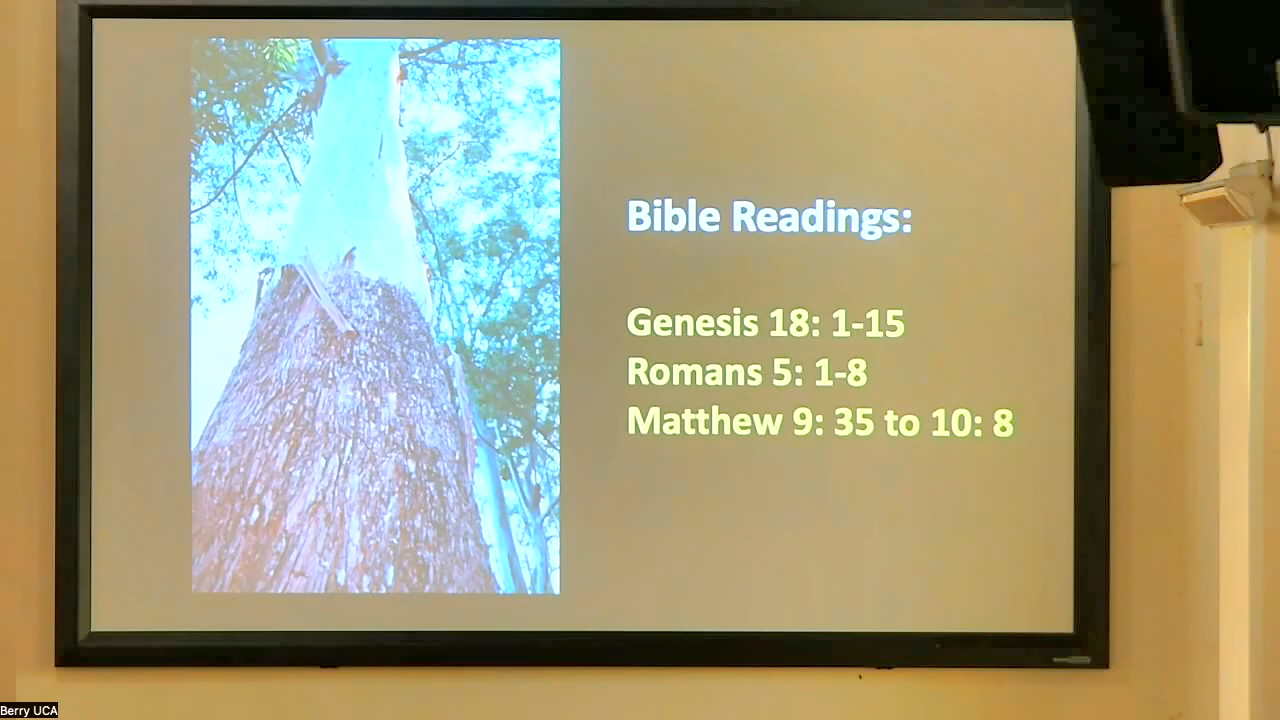 Bible Readings:
Genesis 18: 1-15
Romans 5: 1-8
Matthew 9: 35 to 10: 8
Berry UCA